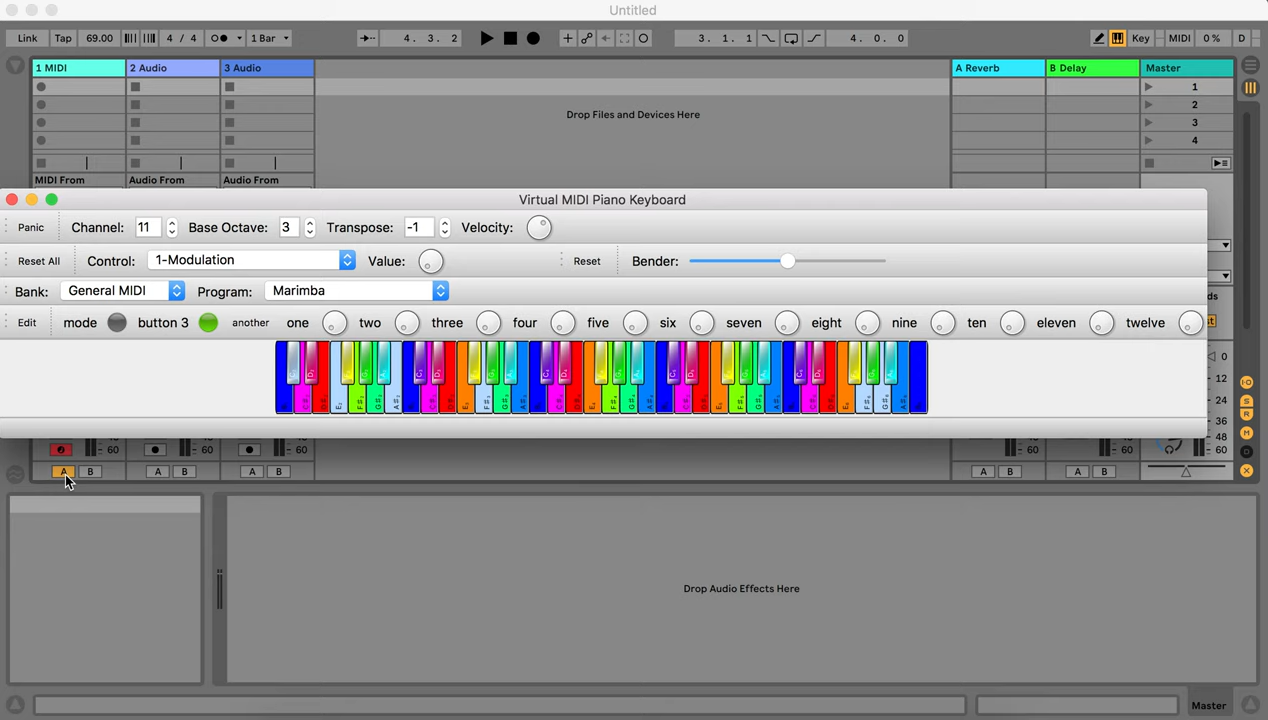 Untitled
Link Tap 69.00 4 / 4 1 Bar 4. 3. 2 3. 1. 1 4. 0. 0 Key MIDI 0 % D
1 MIDI 2 Audio 3 Audio A Reverb B Delay Master
1
Drop Files and Devices Here
2
3
4
MIDI From Audio From Audio From
Virtual MIDI Piano Keyboard
Panic Channel: 11 Base Octave: 3 Transpose: -1 Velocity:
Reset All Control: 1-Modulation Value: Reset Bender:
Bank: General MIDI Program: Marimba
Edit mode button 3 another one two three four five six seven eight nine ten eleven twelve
0
12
24
36
48
60 60 60 60 60 60
A B A B A B A B A B
Drop Audio Effects Here
Master